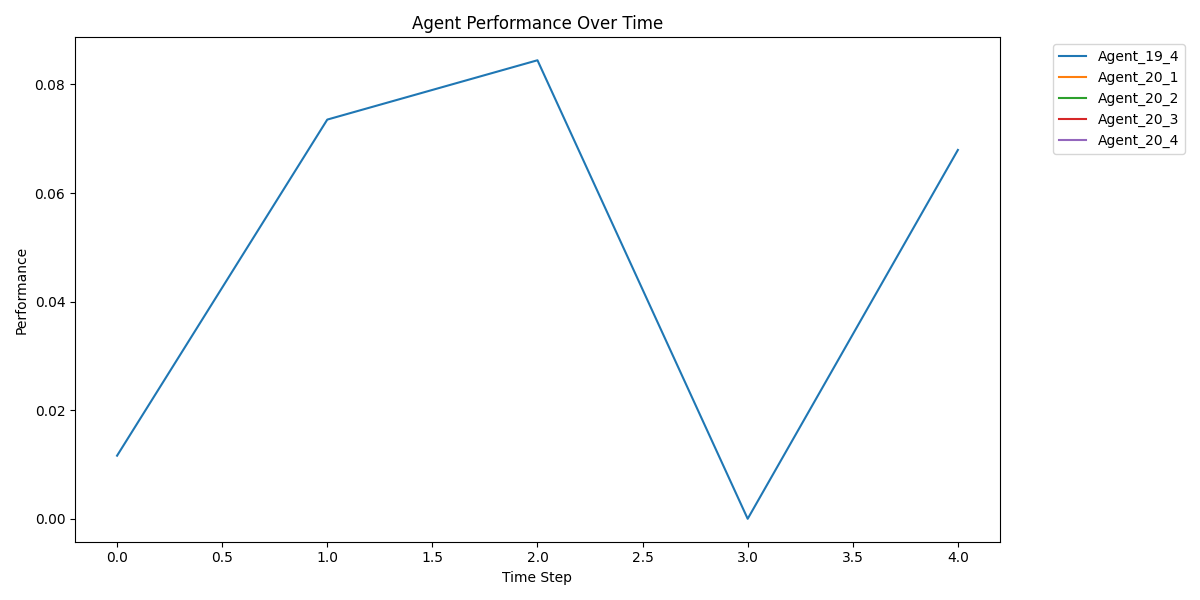 Agent Performance Over Time
Agent_19_4
Agent_20_1
Agent_20_2
Agent_20_3
Agent_20_4
Performance
0.08
0.06
0.04
0.02
0.00
0.0 0.5 1.0 1.5 2.0 2.5 3.0 3.5 4.0
Time Step